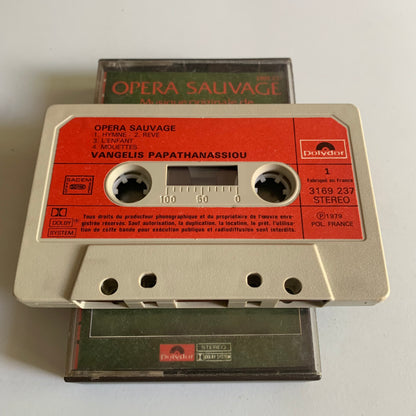 OPERA SAUVAGE
Musique originale de
OPERA SAUVAGE
1. HYMNE 2. REVE
3. L'ENFANT
4. MOUETTES
VANGELIS PAPATHANASSIOU
Polydor
SACEM
1
Fabriqué en France
3169 237
STEREO
100 50 0
DOLBY
SYSTEM
Tous droits du producteur phonographique et du propriétaire de l'œuvre enre-
gistrée réservés. Sauf autorisation, la duplication, la location, le prêt, l'utilisa-
tion de cette bande pour exécution publique et radiodiffusion sont interdits.
Ⓟ 1979
POL. FRANCE
Polydor
STEREO
DOLBY SYSTEM